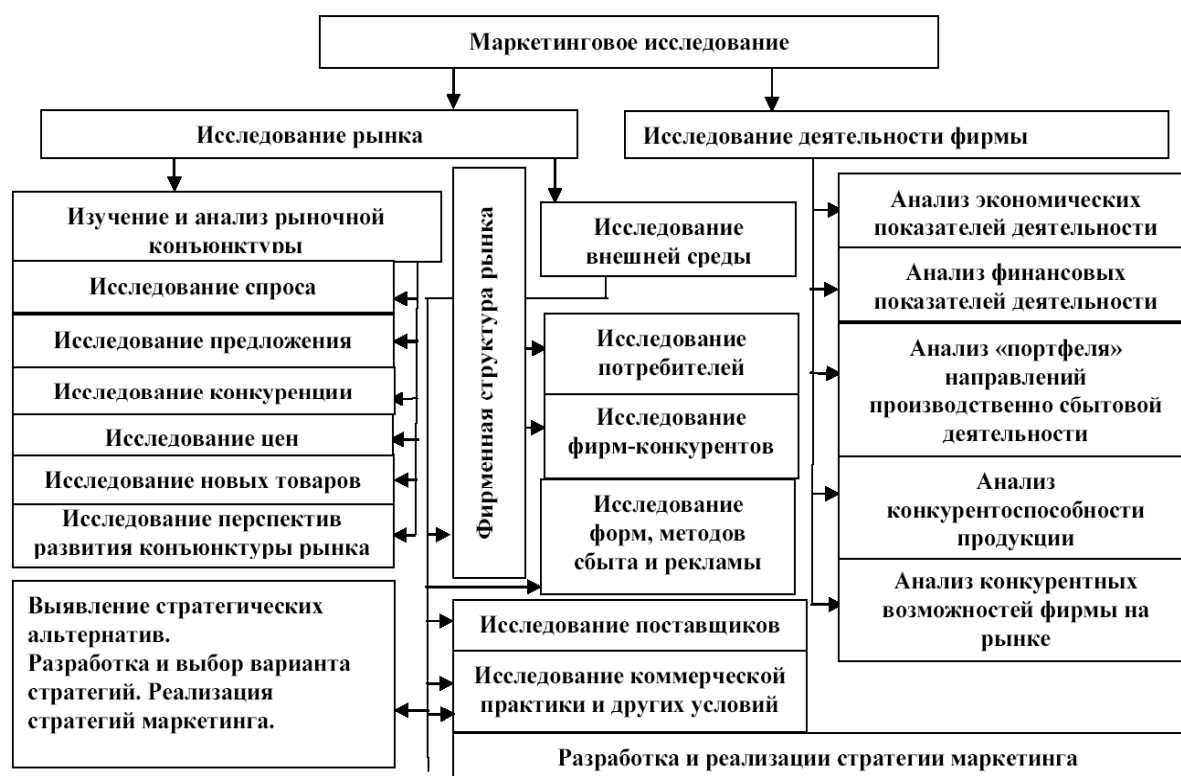 Маркетинговое исследование
Исследование рынка
Исследование деятельности фирмы
Изучение и анализ рыночной
конъюнктуры
Исследование спроса
Исследование предложения
Исследование конкуренции
Исследование цен
Исследование новых товаров
Исследование перспектив
развития конъюнктуры рынка
Выявление стратегических
альтернатив.
Разработка и выбор варианта
стратегий. Реализация
стратегий маркетинга.
Фирменная структура рынка
Исследование
внешней среды
Исследование
потребителей
Исследование
фирм-конкурентов
Исследование
форм, методов
сбыта и рекламы
Исследование поставщиков
Исследование коммерческой
практики и других условий
Анализ экономических
показателей деятельности
Анализ финансовых
показателей деятельности
Анализ «портфеля»
направлений
производственно сбытовой
деятельности
Анализ
конкурентоспособности
продукции
Анализ конкурентных
возможностей фирмы на
рынке
Разработка и реализации стратегии маркетинга